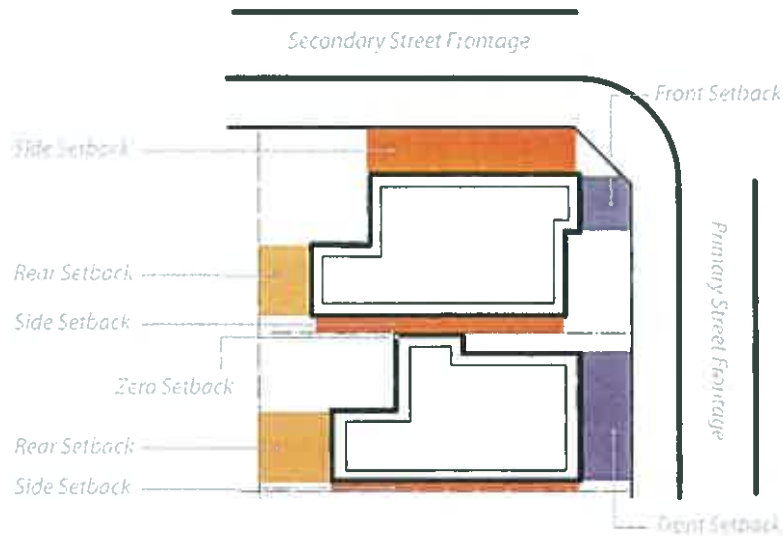 Secondary Street Frontage
Front Setback
Side Setback
Primary Street Frontage
Rear Setback
Side Setback
Zero Setback
Rear Setback
Side Setback
Front Setback